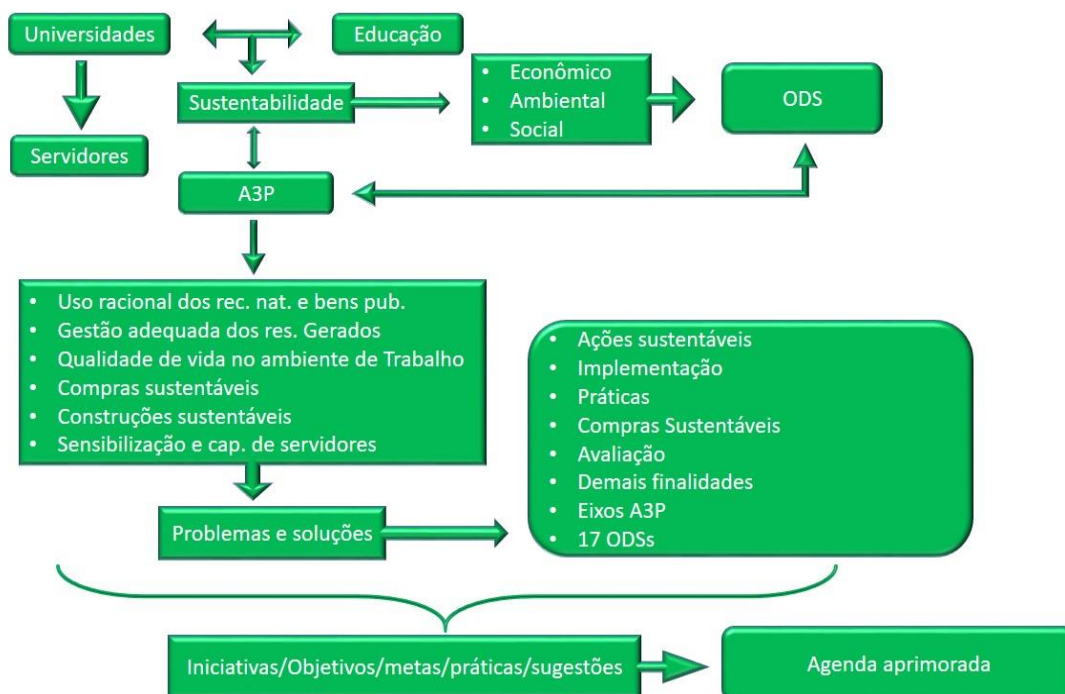 Universidades
Educação
Sustentabilidade
• Econômico
• Ambiental
• Social
ODS
Servidores
A3P
• Uso racional dos rec. nat. e bens pub.
• Gestão adequada dos res. Gerados
• Qualidade de vida no ambiente de Trabalho
• Compras sustentáveis
• Construções sustentáveis
• Sensibilização e cap. de servidores
• Ações sustentáveis
• Implementação
• Práticas
• Compras Sustentáveis
• Avaliação
• Demais finalidades
• Eixos A3P
• 17 ODSs
Problemas e soluções
Iniciativas/Objetivos/metas/práticas/sugestões
Agenda aprimorada